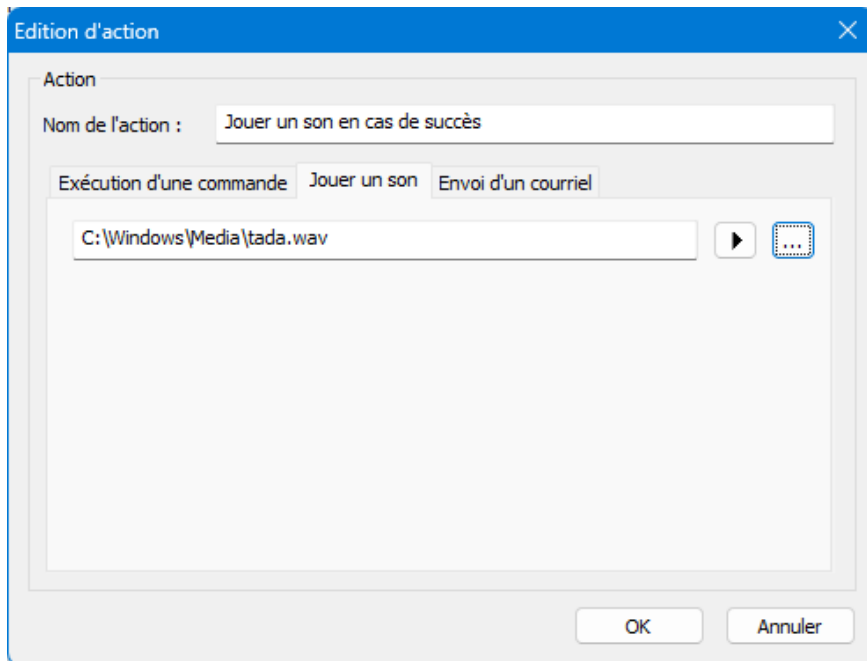 Edition d'action
Action
Nom de l'action :
Jouer un son en cas de succès
Exécution d'une commande
Jouer un son
Envoi d'un courriel
C:\Windows\Media\tada.wav
...
OK
Annuler